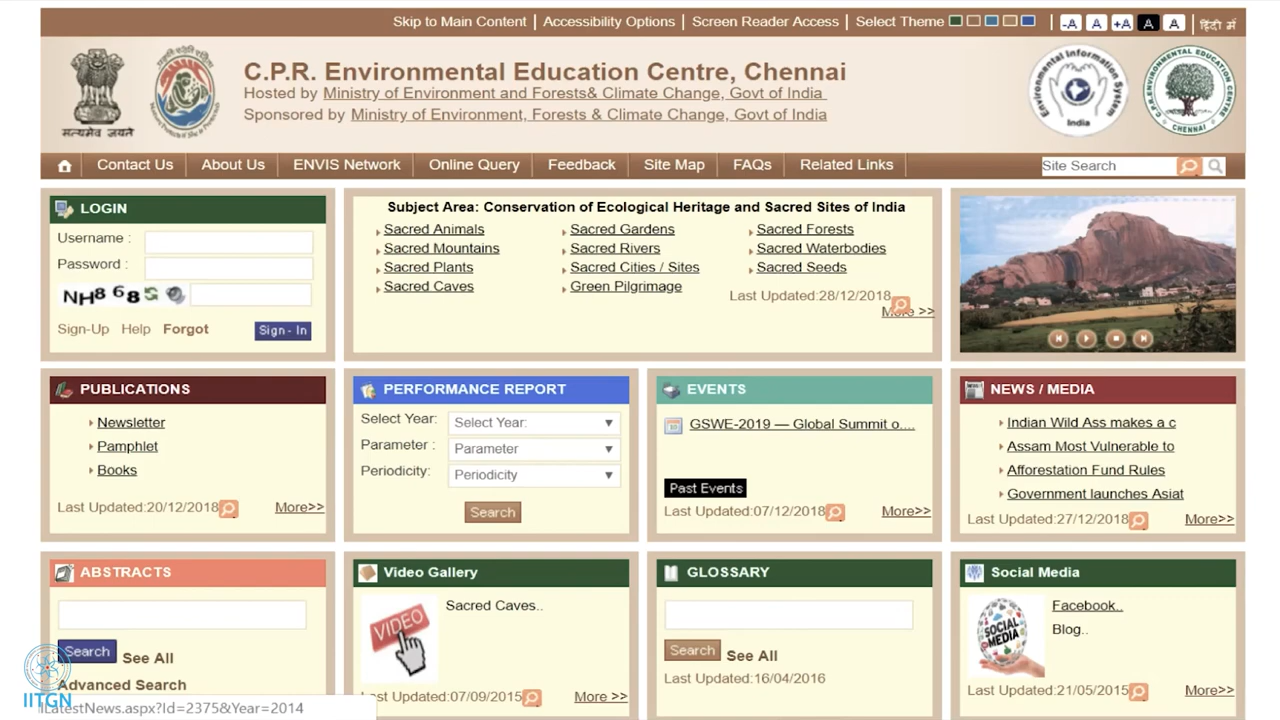 Skip to Main Content | Accessibility Options | Screen Reader Access | Select Theme | -A A +A A A | हिंदी में
सत्यमेव जयते
C.P.R. Environmental Education Centre, Chennai
Hosted by Ministry of Environment and Forests& Climate Change, Govt of India
Sponsored by Ministry of Environment, Forests & Climate Change, Govt of India
Environmental Information System
India
C.P.R. ENVIRONMENTAL EDUCATION CENTRE
CHENNAI
Contact Us | About Us | ENVIS Network | Online Query | Feedback | Site Map | FAQs | Related Links | Site Search
LOGIN
Username :
Password :
NH8 6 8
Sign-Up Help Forgot Sign - In
Subject Area: Conservation of Ecological Heritage and Sacred Sites of India
Sacred Animals Sacred Gardens Sacred Forests
Sacred Mountains Sacred Rivers Sacred Waterbodies
Sacred Plants Sacred Cities / Sites Sacred Seeds
Sacred Caves Green Pilgrimage
Last Updated:28/12/2018
More >>
PUBLICATIONS
Newsletter
Pamphlet
Books
Last Updated:20/12/2018 More>>
PERFORMANCE REPORT
Select Year: Select Year:
Parameter : Parameter
Periodicity: Periodicity
Search
EVENTS
GSWE-2019 — Global Summit o....
Past Events
Last Updated:07/12/2018 More>>
NEWS / MEDIA
Indian Wild Ass makes a c
Assam Most Vulnerable to
Afforestation Fund Rules
Government launches Asiat
Last Updated:27/12/2018 More>>
ABSTRACTS
Search See All
Advanced Search
Video Gallery
VIDEO
Sacred Caves..
Last Updated:07/09/2015 More >>
GLOSSARY
Search See All
Last Updated:16/04/2016
Social Media
SOCIAL MEDIA
Facebook..
Blog..
Last Updated:21/05/2015 More>>
IITGN
LatestNews.aspx?Id=2375&Year=2014